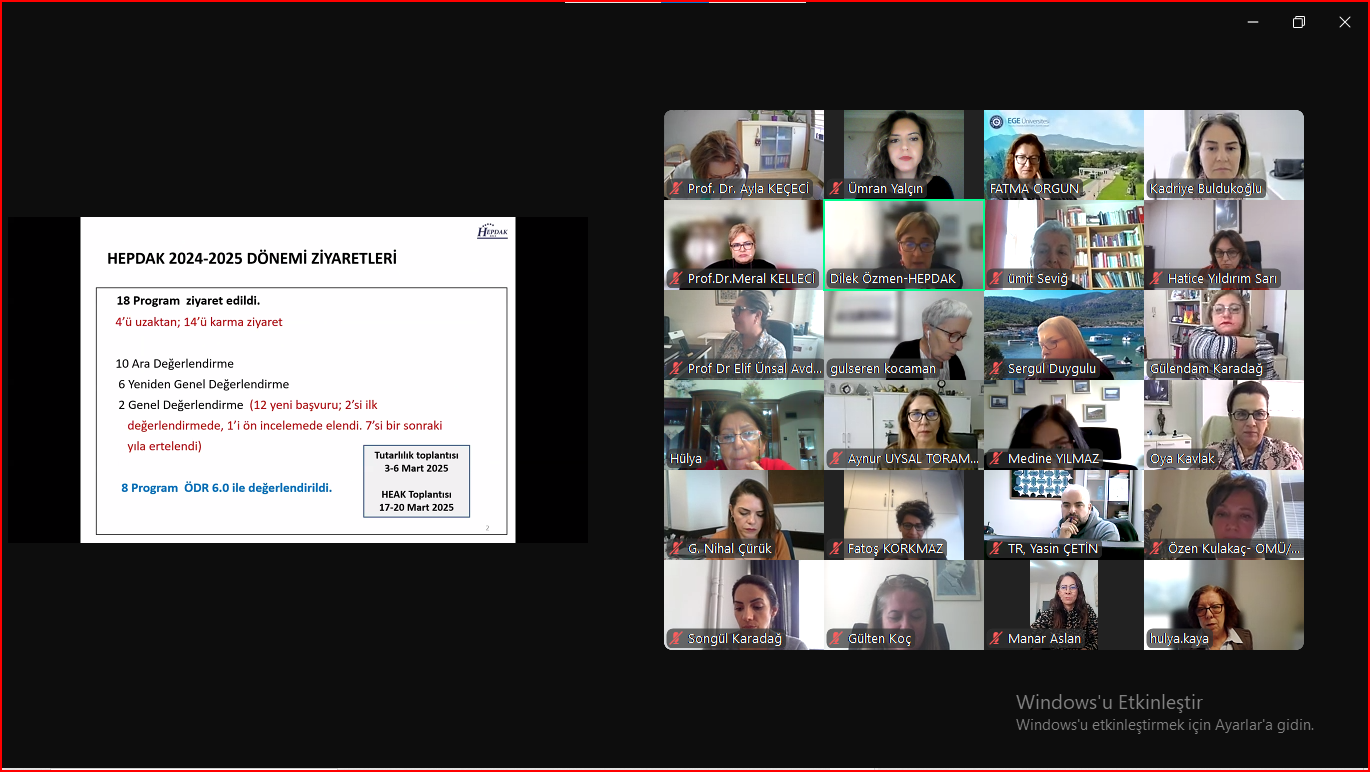 HEPDAK
HEPDAK 2024-2025 DÖNEMİ ZİYARETLERİ
18 Program ziyaret edildi.
4’ü uzaktan; 14’ü karma ziyaret
10 Ara Değerlendirme
6 Yeniden Genel Değerlendirme
2 Genel Değerlendirme (12 yeni başvuru; 2’si ilk
değerlendirmede, 1’i ön incelemede elendi. 7’si bir sonraki
yıla ertelendi)
8 Program ÖDR 6.0 ile değerlendirildi.
Tutarlılık toplantısı
3-6 Mart 2025
HEAK Toplantısı
17-20 Mart 2025
2
EGE Üniversitesi
Prof. Dr. Ayla KEÇECİ
Ümran Yalçın
FATMA ORGUN
Kadriye Buldukoğlu
Prof.Dr.Meral KELLECİ
Dilek Özmen-HEPDAK
ümit Seviğ
Hatice Yıldırım Sarı
Prof Dr Elif Ünsal Avd...
gulseren kocaman
Sergul Duygulu
Gülendam Karadağ
Hülya
Aynur UYSAL TORAM...
Medine YILMAZ
Oya Kavlak
G. Nihal Çürük
Fatoş KORKMAZ
TR, Yasin ÇETİN
Özen Kulakaç- OMÜ/...
Songül Karadağ
Gülten Koç
Manar Aslan
hulya.kaya
Windows'u Etkinleştir
Windows'u etkinleştirmek için Ayarlar'a gidin.